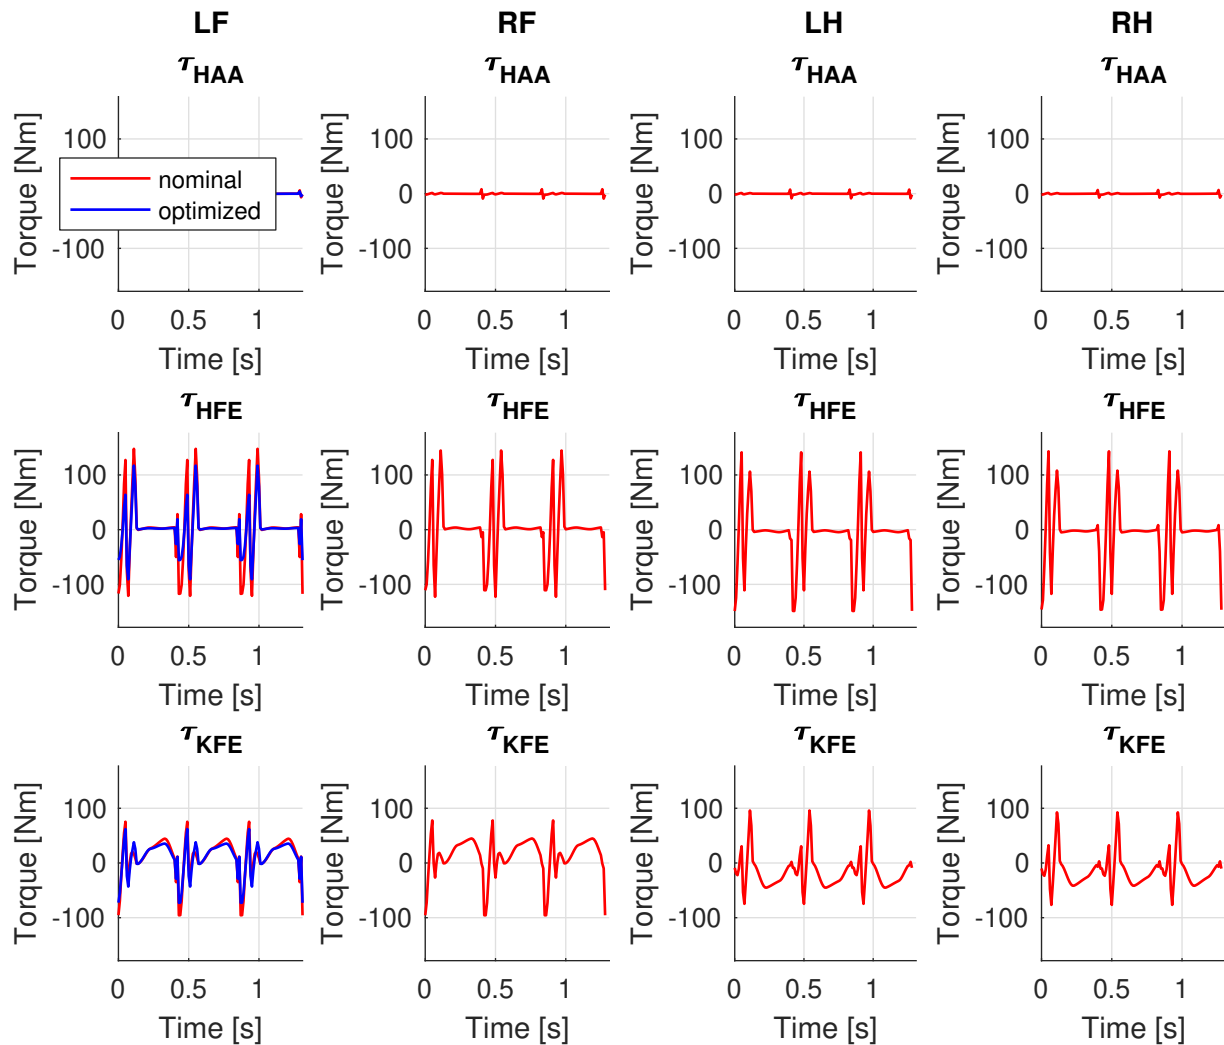 LF RF LH RH
τHAA τHAA τHAA τHAA
Torque [Nm] 100 -100 nominal optimized
Torque [Nm] 100 0 -100
Torque [Nm] 100 0 -100
Torque [Nm] 100 0 -100
0 0.5 1 0 0.5 1 0 0.5 1 0 0.5 1
Time [s] Time [s] Time [s] Time [s]
τHFE τHFE τHFE τHFE
Torque [Nm] 100 0 -100
Torque [Nm] 100 0 -100
Torque [Nm] 100 0 -100
Torque [Nm] 100 0 -100
0 0.5 1 0 0.5 1 0 0.5 1 0 0.5 1
Time [s] Time [s] Time [s] Time [s]
τKFE τKFE τKFE τKFE
Torque [Nm] 100 0 -100
Torque [Nm] 100 0 -100
Torque [Nm] 100 0 -100
Torque [Nm] 100 0 -100
0 0.5 1 0 0.5 1 0 0.5 1 0 0.5 1
Time [s] Time [s] Time [s] Time [s]